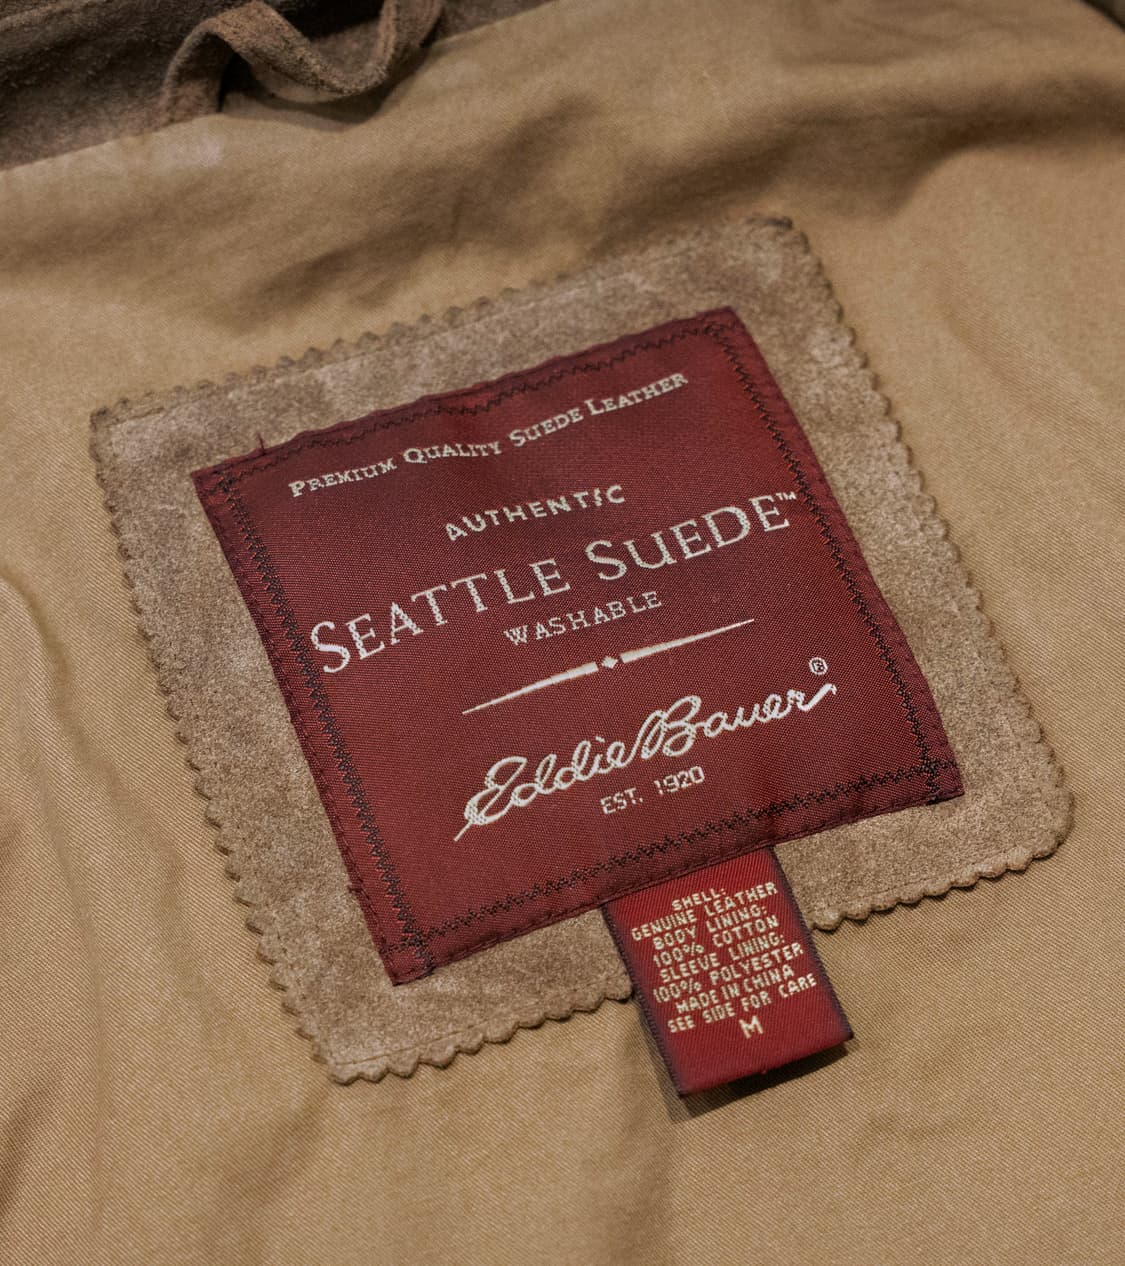 PREMIUM QUALITY SUEDE LEATHER
AUTHENTIC
SEATTLE SUEDE™
WASHABLE
Eddie Bauer®
EST. 1920
SHELL:
GENUINE LEATHER
BODY LINING:
100% COTTON
SLEEVE LINING:
100% POLYESTER
MADE IN CHINA
SEE SIDE FOR CARE
M